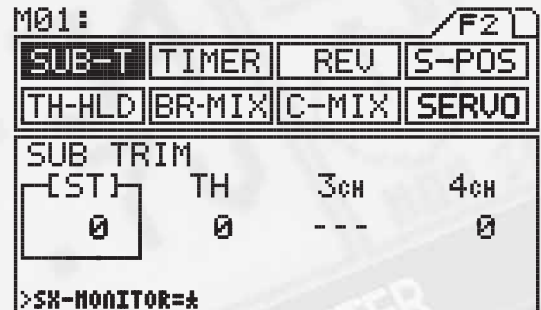 M01: F2
SUB-T TIMER REV S-POS
TH-HLD BR-MIX C-MIX SERVO
SUB TRIM
[ST] TH 3CH 4CH
0 0 --- 0
>SX-MONITOR=